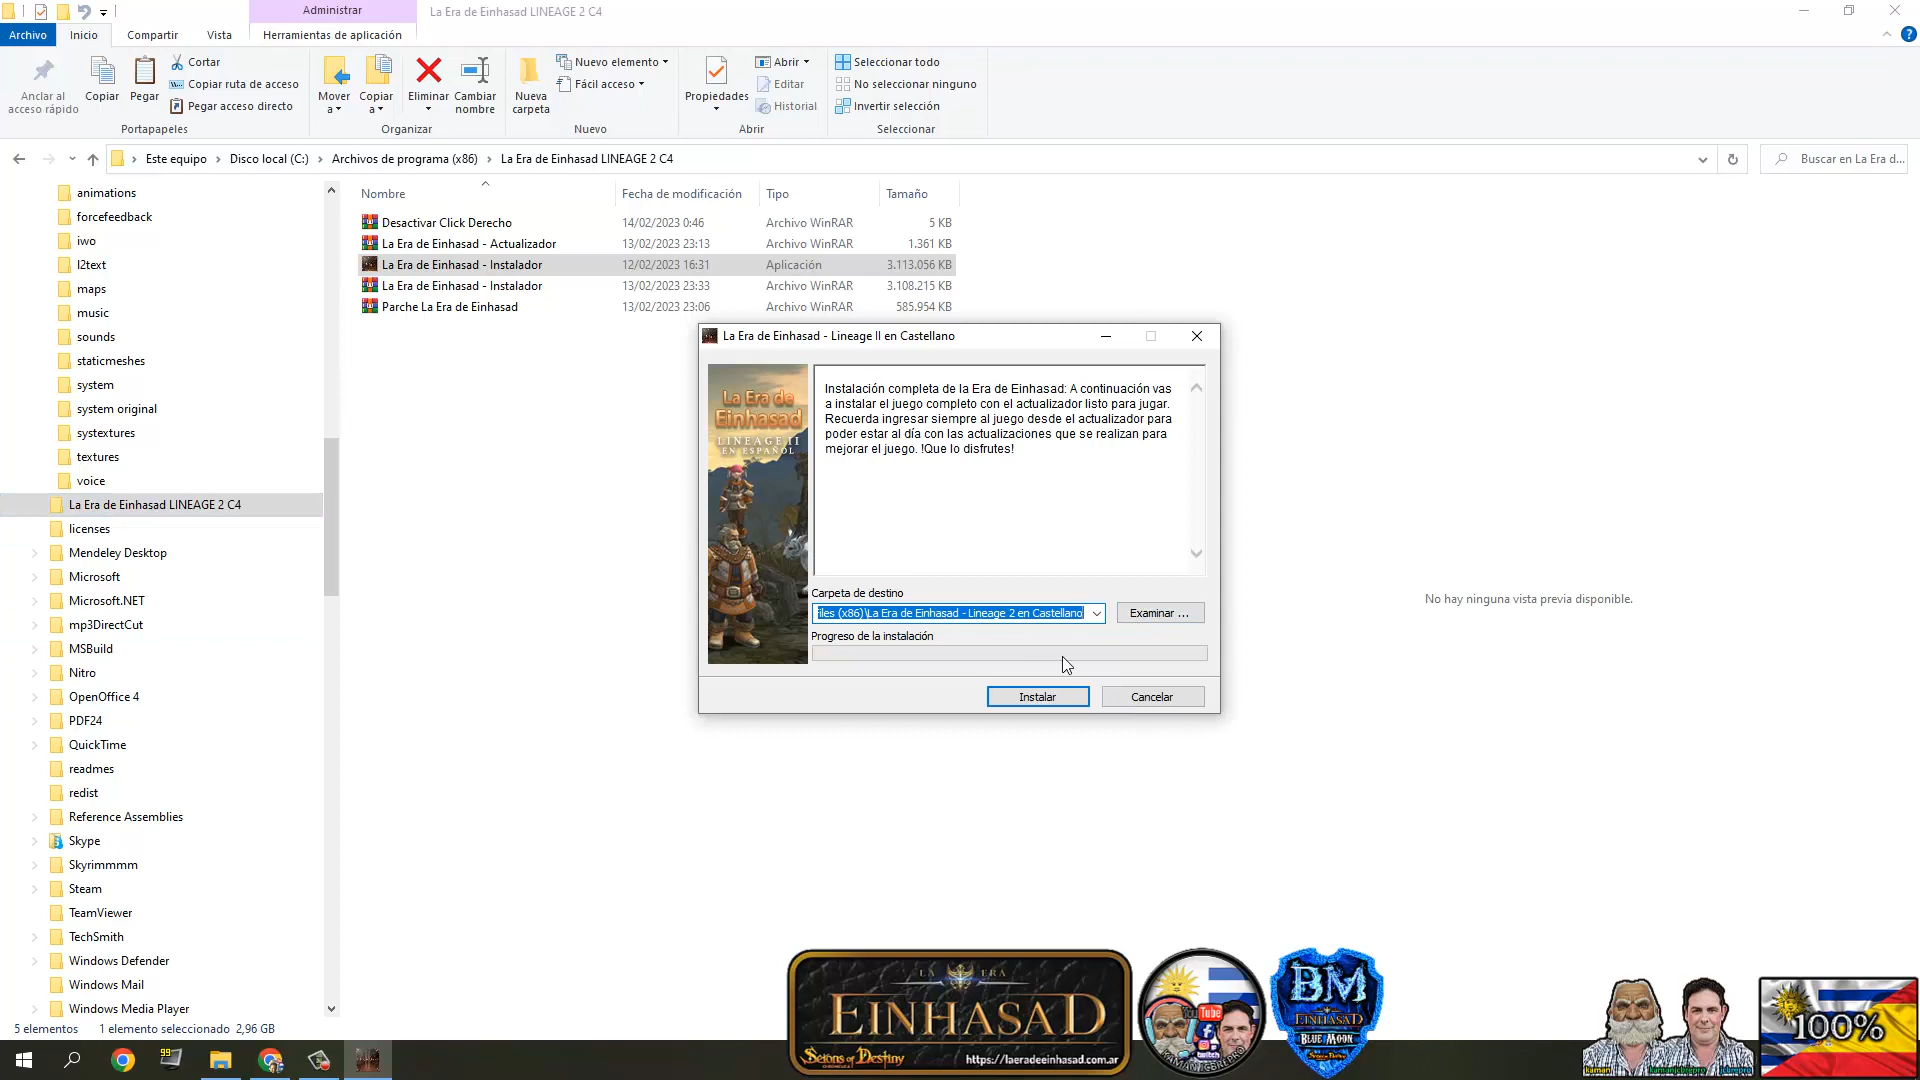 Administrar
La Era de Einhasad LINEAGE 2 C4
Archivo
Inicio
Compartir
Vista
Herramientas de aplicación
Anclar al acceso rápido
Copiar
Pegar
Cortar
Copiar ruta de acceso
Pegar acceso directo
Portapapeles
Mover a
Copiar a
Eliminar
Cambiar nombre
Organizar
Nueva carpeta
Nuevo elemento
Fácil acceso
Nuevo
Propiedades
Abrir
Editar
Historial
Abrir
Seleccionar todo
No seleccionar ninguno
Invertir selección
Seleccionar
Este equipo > Disco local (C:) > Archivos de programa (x86) > La Era de Einhasad LINEAGE 2 C4
Buscar en La Era d...
animations
forcefeedback
iwo
l2text
maps
music
sounds
staticmeshes
system
system original
systextures
textures
voice
La Era de Einhasad LINEAGE 2 C4
licenses
Mendeley Desktop
Microsoft
Microsoft.NET
mp3DirectCut
MSBuild
Nitro
OpenOffice 4
PDF24
QuickTime
readmes
redist
Reference Assemblies
Skype
Skyrimmmm
Steam
TeamViewer
TechSmith
Windows Defender
Windows Mail
Windows Media Player
Nombre Fecha de modificación Tipo Tamaño
Desactivar Click Derecho 14/02/2023 0:46 Archivo WinRAR 5 KB
La Era de Einhasad - Actualizador 13/02/2023 23:13 Archivo WinRAR 1.361 KB
La Era de Einhasad - Instalador 12/02/2023 16:31 Aplicación 3.113.056 KB
La Era de Einhasad - Instalador 13/02/2023 23:33 Archivo WinRAR 3.108.215 KB
Parche La Era de Einhasad 13/02/2023 23:06 Archivo WinRAR 585.954 KB
La Era de Einhasad - Lineage II en Castellano
La Era de
Einhasad
LINEAGE II
EN ESPAÑOL
Instalación completa de la Era de Einhasad: A continuación vas
a instalar el juego completo con el actualizador listo para jugar.
Recuerda ingresar siempre al juego desde el actualizador para
poder estar al día con las actualizaciones que se realizan para
mejorar el juego. !Que lo disfrutes!
Carpeta de destino
iles (x86)\La Era de Einhasad - Lineage 2 en Castellano
Examinar ...
Progreso de la instalación
Instalar
Cancelar
No hay ninguna vista previa disponible.
5 elementos
1 elemento seleccionado 2,96 GB
99
LA ERA
EINHASAD
Scions of Destiny
https://laeradeeinhasad.com.ar
You Tube
twitch
KAMANJCBREPRO
BM
EINHASAD
BLUE MOON
kaman
kamanjcbrepro
jcbrepro
100%